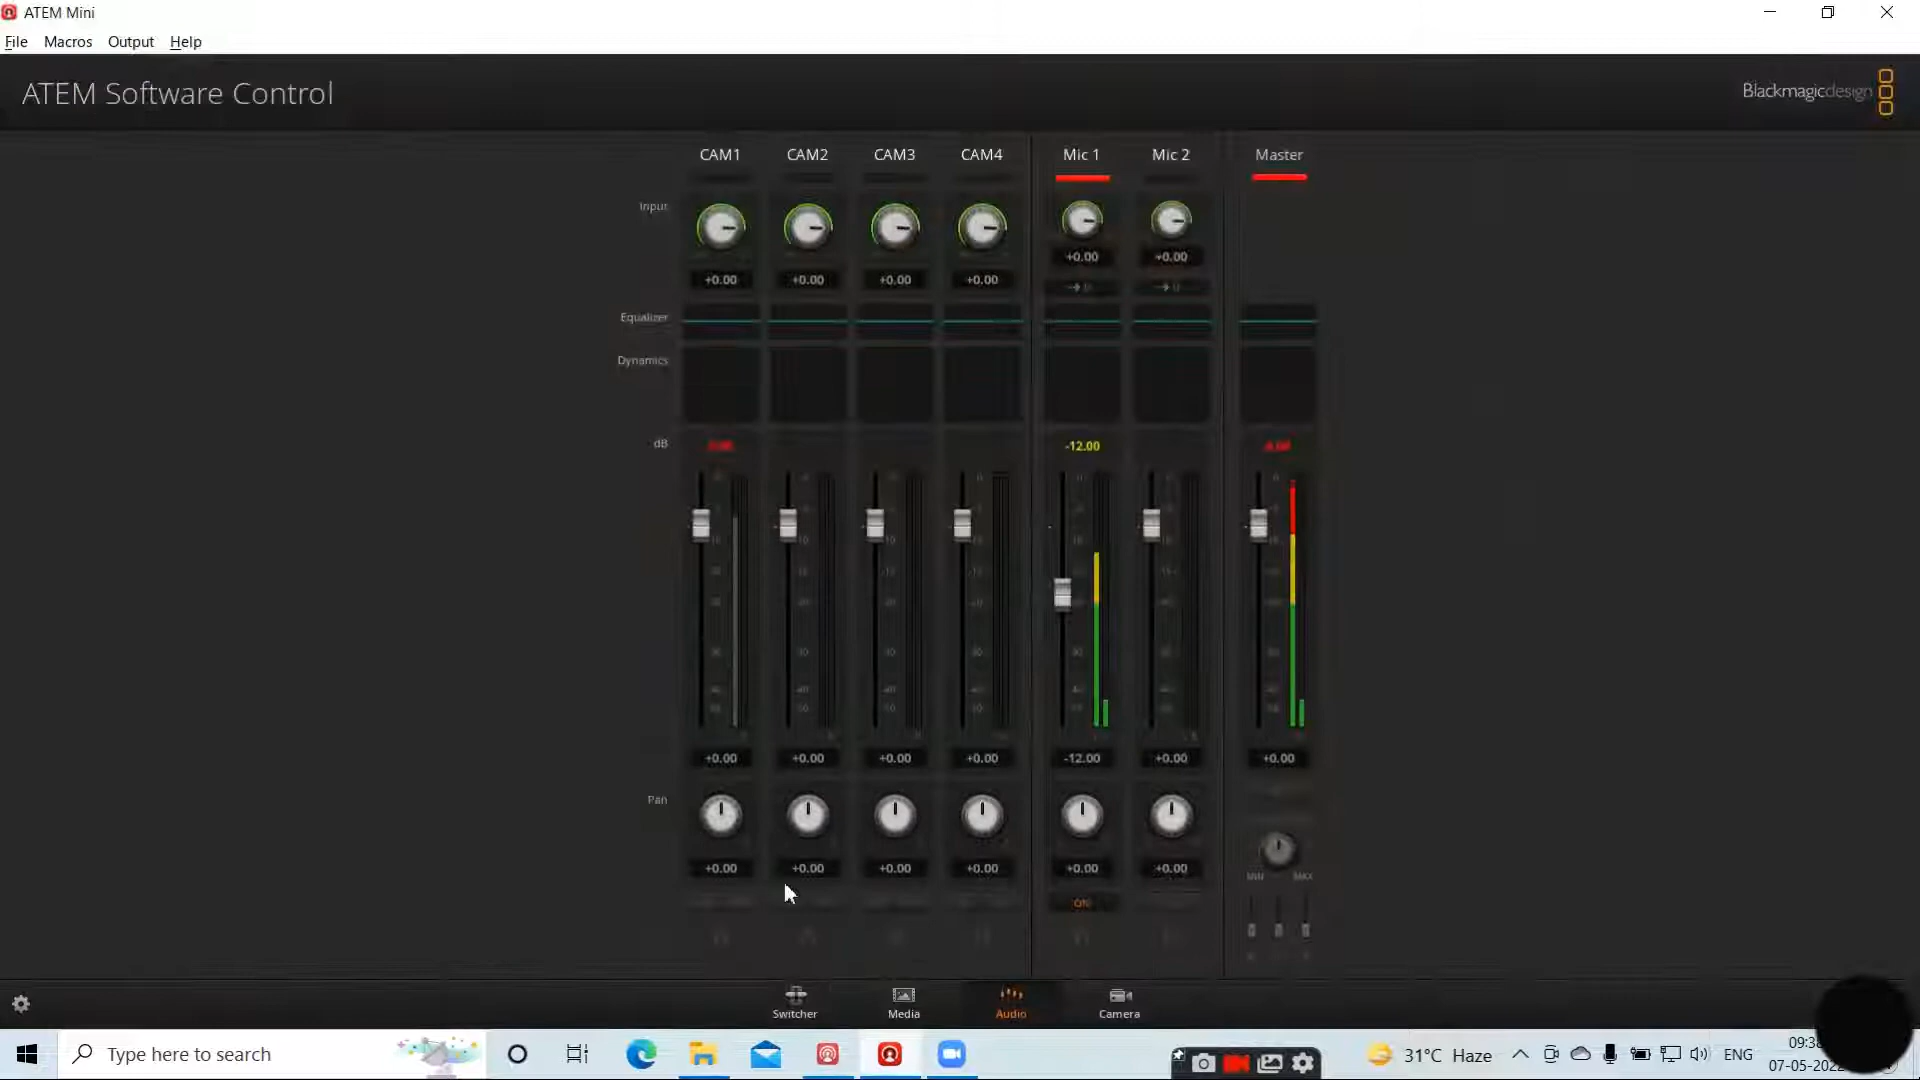 ATEM Mini
File Macros Output Help
ATEM Software Control
Blackmagicdesign
CAM1 CAM2 CAM3 CAM4 Mic 1 Mic 2 Master
Input
+0.00 +0.00
+0.00 +0.00 +0.00 +0.00
Equalizer
Dynamics
dB -12.00
+0.00 +0.00 +0.00 +0.00 -12.00 +0.00 +0.00
Pan
+0.00 +0.00 +0.00 +0.00 +0.00 +0.00
MIN MAX
ON
Switcher Media Audio Camera
Type here to search
31°C Haze
ENG